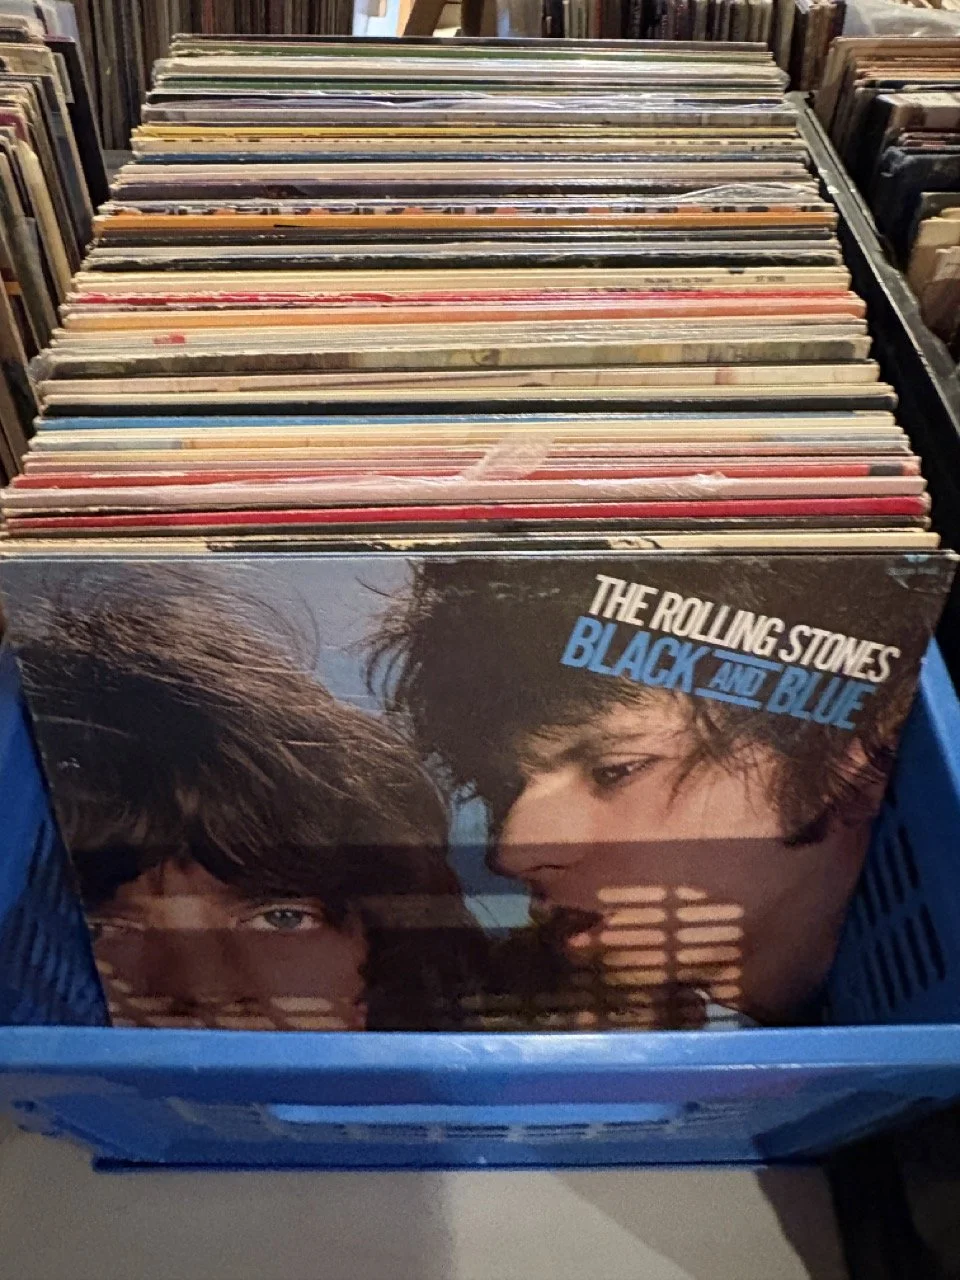 THE ROLLING STONES
BLACK AND BLUE